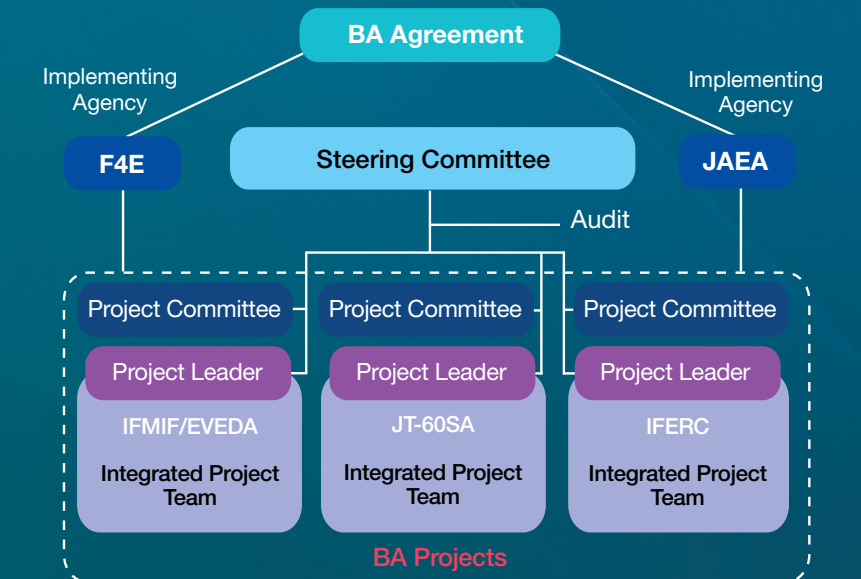 BA Agreement
Implementing
Agency
Implementing
Agency
F4E
Steering Committee
JAEA
Audit
Project Committee
Project Committee
Project Committee
Project Leader
Project Leader
Project Leader
IFMIF/EVEDA
JT-60SA
IFERC
Integrated Project
Team
Integrated Project
Team
Integrated Project
Team
BA Projects